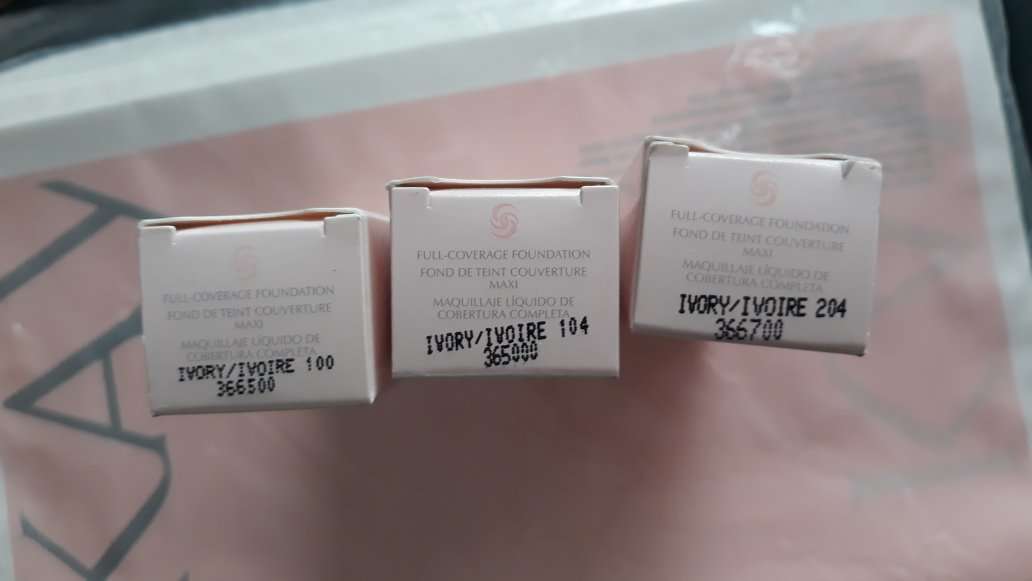 FULL-COVERAGE FOUNDATION
FOND DE TEINT COUVERTURE
MAXI
MAQUILLAJE LÍQUIDO DE
COBERTURA COMPLETA
IVORY/IVOIRE 100
366500
FULL-COVERAGE FOUNDATION
FOND DE TEINT COUVERTURE
MAXI
MAQUILLAJE LÍQUIDO DE
COBERTURA COMPLETA
IVORY/IVOIRE 104
365000
FULL-COVERAGE FOUNDATION
FOND DE TEINT COUVERTURE
MAXI
MAQUILLAJE LÍQUIDO DE
COBERTURA COMPLETA
IVORY/IVOIRE 204
366700
KAY